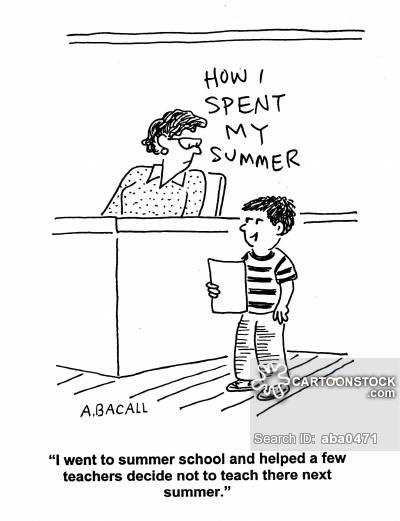 HOW I
SPENT
MY
SUMMER
A.BACALL
CARTOONSTOCK
.com
Search ID: aba0471
“I went to summer school and helped a few
teachers decide not to teach there next
summer.”